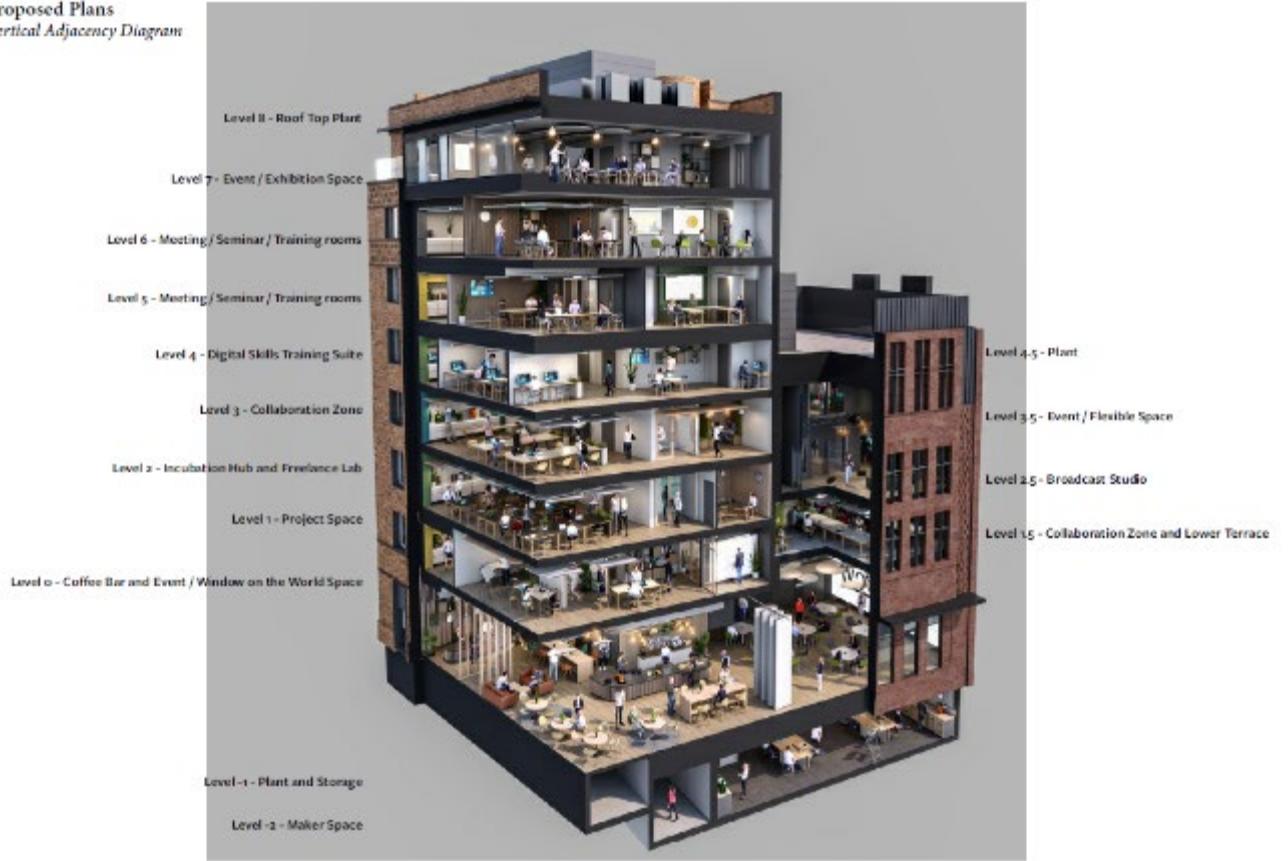 roposed Plans
ertical Adjacency Diagram
Level 8 - Roof Top Plant
Level 7 - Event / Exhibition Space
Level 6 - Meeting / Seminar / Training rooms
Level 5 - Meeting / Seminar / Training rooms
Level 4 - Digital Skills Training Suite
Level 3 - Collaboration Zone
Level 2 - Incubation Hub and Freelance Lab
Level 1 - Project Space
Level 0 - Coffee Bar and Event / Window on the World Space
Level -1 - Plant and Storage
Level -2 - Maker Space
Level 4.5 - Plant
Level 3.5 - Event / Flexible Space
Level 2.5 - Broadcast Studio
Level 1.5 - Collaboration Zone and Lower Terrace